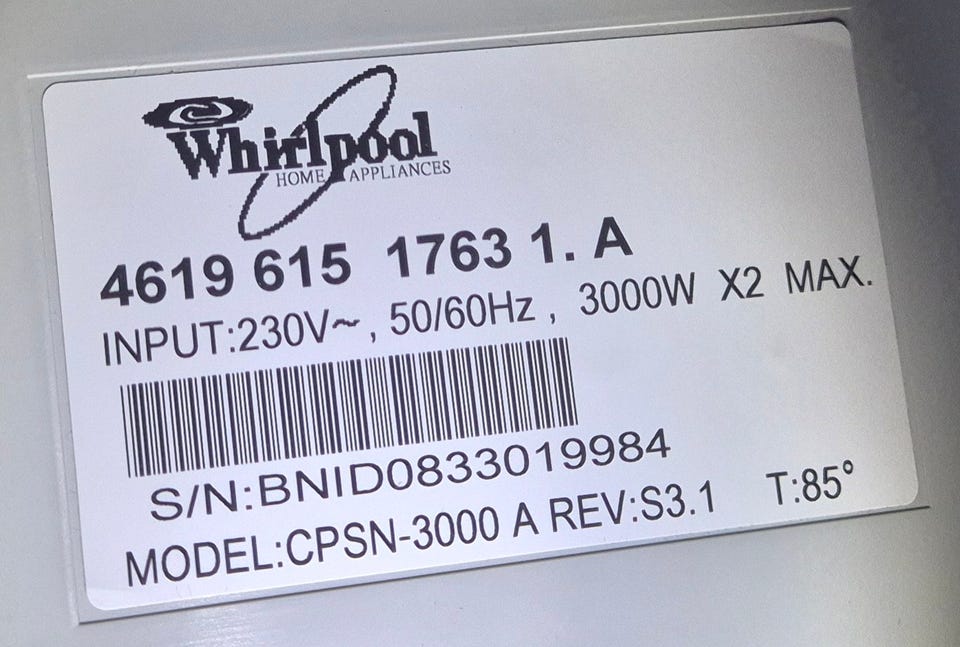 Whirlpool
HOME APPLIANCES
4619 615 1763 1. A
INPUT:230V~, 50/60Hz , 3000W X2 MAX.
S/N:BNID0833019984
MODEL:CPSN-3000 A REV:S3.1 T:85°